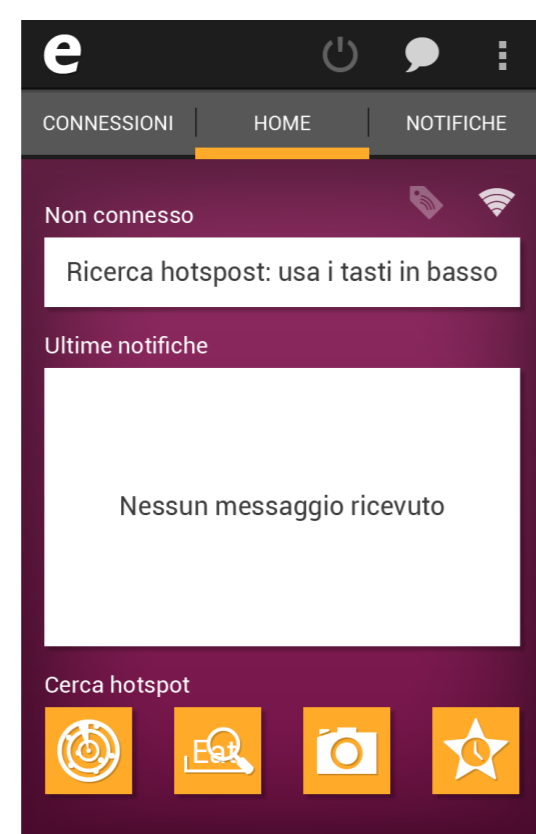 e
CONNESSIONI
HOME
NOTIFICHE
Non connesso
Ricerca hotspost: usa i tasti in basso
Ultime notifiche
Nessun messaggio ricevuto
Cerca hotspot
Eat